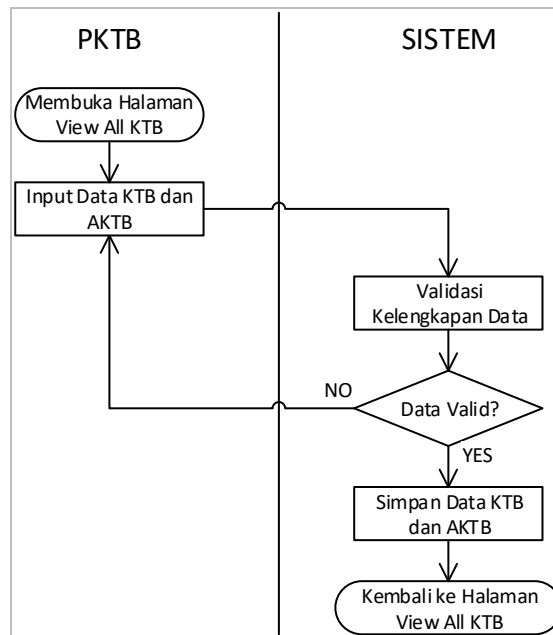 PKTB
SISTEM
Membuka Halaman
View All KTB
Input Data KTB dan
AKTB
Validasi
Kelengkapan Data
NO
Data Valid?
YES
Simpan Data KTB
dan AKTB
Kembali ke Halaman
View All KTB